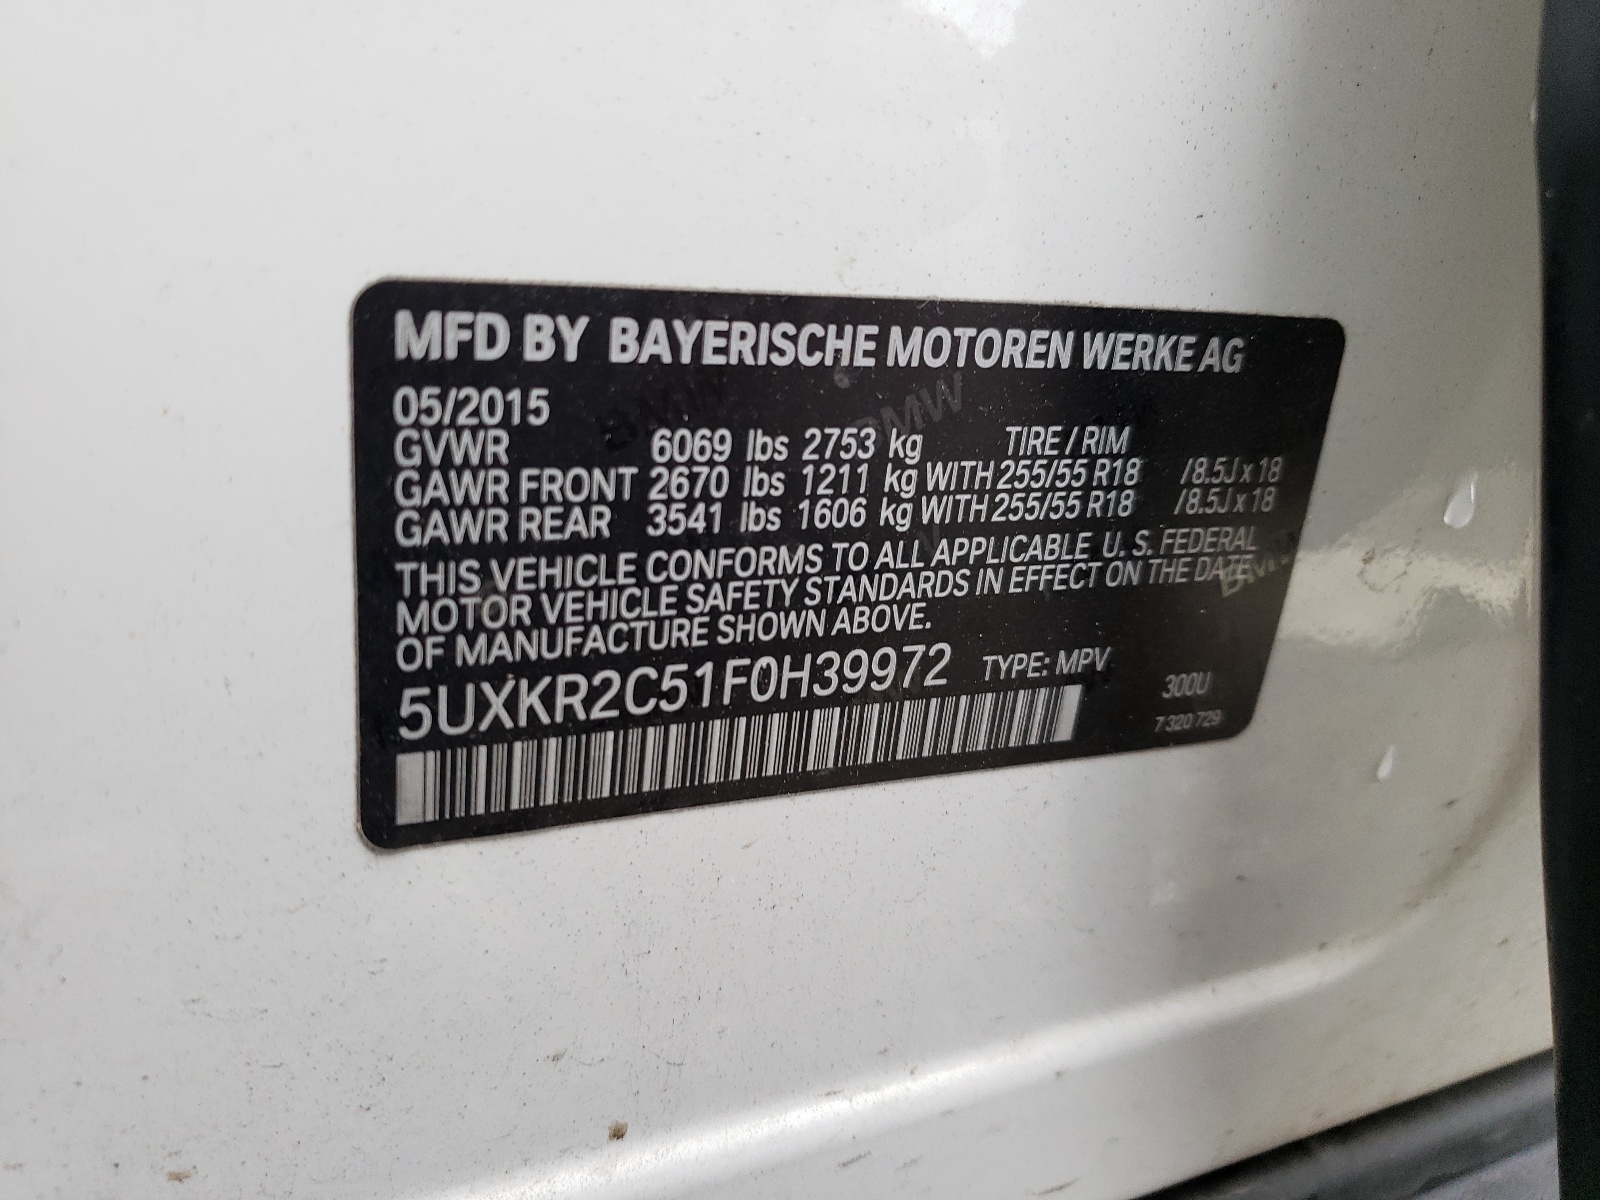 MFD BY BAYERISCHE MOTOREN WERKE AG
05/2015
GVWR 6069 lbs 2753 kg TIRE / RIM
GAWR FRONT 2670 lbs 1211 kg WITH 255/55 R18 / 8.5J x 18
GAWR REAR 3541 lbs 1606 kg WITH 255/55 R18 / 8.5J x 18
THIS VEHICLE CONFORMS TO ALL APPLICABLE U. S. FEDERAL
MOTOR VEHICLE SAFETY STANDARDS IN EFFECT ON THE DATE
OF MANUFACTURE SHOWN ABOVE.
5UXKR2C51F0H39972 TYPE: MPV
300U
7 320 729